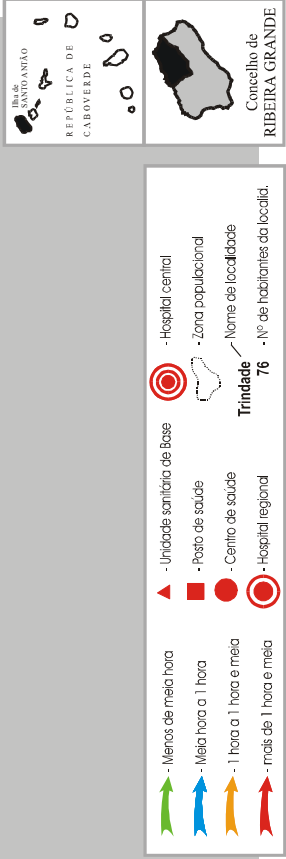 Ilha de
SANTO ANTÃO
REPÚBLICA DE
CABOVERDE
Concelho de
RIBEIRA GRANDE
- Menos de meia hora
- Meia hora a 1 hora
- 1 hora a 1 hora e meia
- mais de 1 hora e meia
- Unidade sanitária de Base
- Posto de saúde
- Centro de saúde
- Hospital regional
- Hospital central
- Zona populacional
Trindade - Nome de localidade
76 - Nº de habitantes da localid.